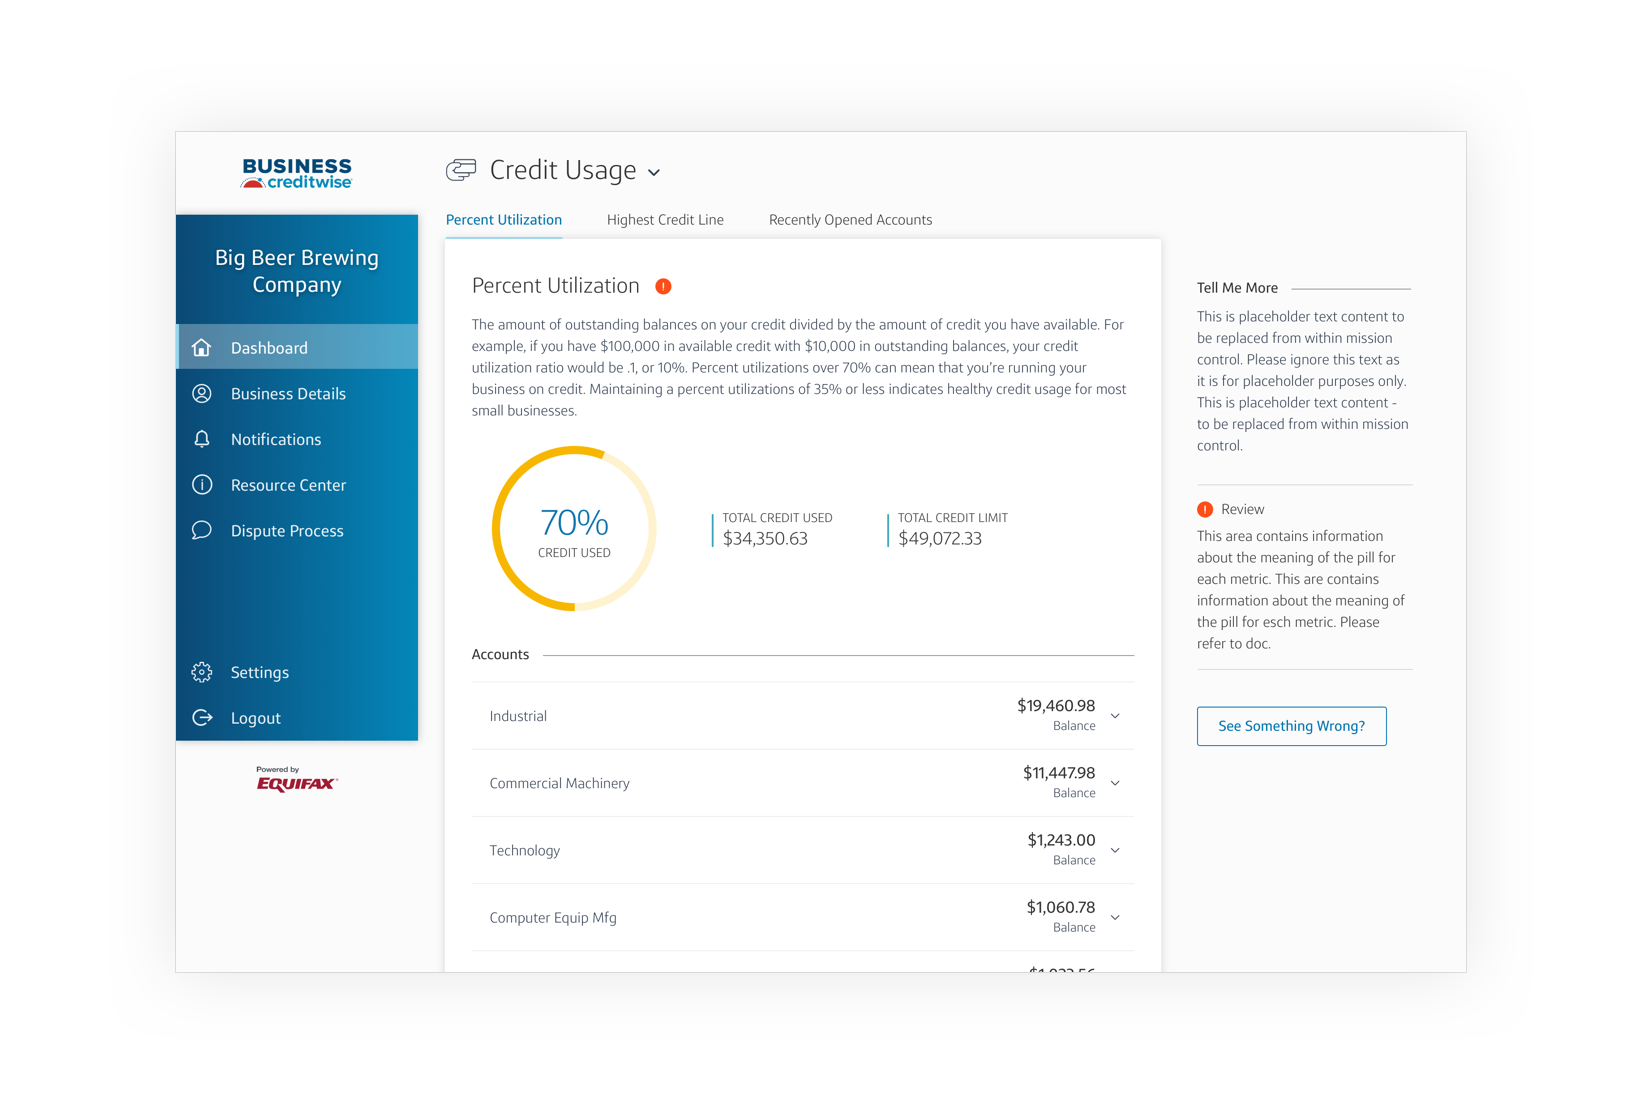 BUSINESS
creditwise
Big Beer Brewing
Company
Dashboard
Business Details
Notifications
Resource Center
Dispute Process
Settings
Logout
Powered by
EQUIFAX
Credit Usage
Percent Utilization
Highest Credit Line
Recently Opened Accounts
Percent Utilization
The amount of outstanding balances on your credit divided by the amount of credit you have available. For
example, if you have $100,000 in available credit with $10,000 in outstanding balances, your credit
utilization ratio would be .1, or 10%. Percent utilizations over 70% can mean that you're running your
business on credit. Maintaining a percent utilizations of 35% or less indicates healthy credit usage for most
small businesses.
70%
CREDIT USED
TOTAL CREDIT USED
$34,350.63
TOTAL CREDIT LIMIT
$49,072.33
Accounts
Industrial
$19,460.98
Balance
Commercial Machinery
$11,447.98
Balance
Technology
$1,243.00
Balance
Computer Equip Mfg
$1,060.78
Balance
Tell Me More
This is placeholder text content to
be replaced from within mission
control. Please ignore this text as
it is for placeholder purposes only.
This is placeholder text content -
to be replaced from within mission
control.
Review
This area contains information
about the meaning of the pill for
each metric. This are contains
information about the meaning of
the pill for esch metric. Please
refer to doc.
See Something Wrong?